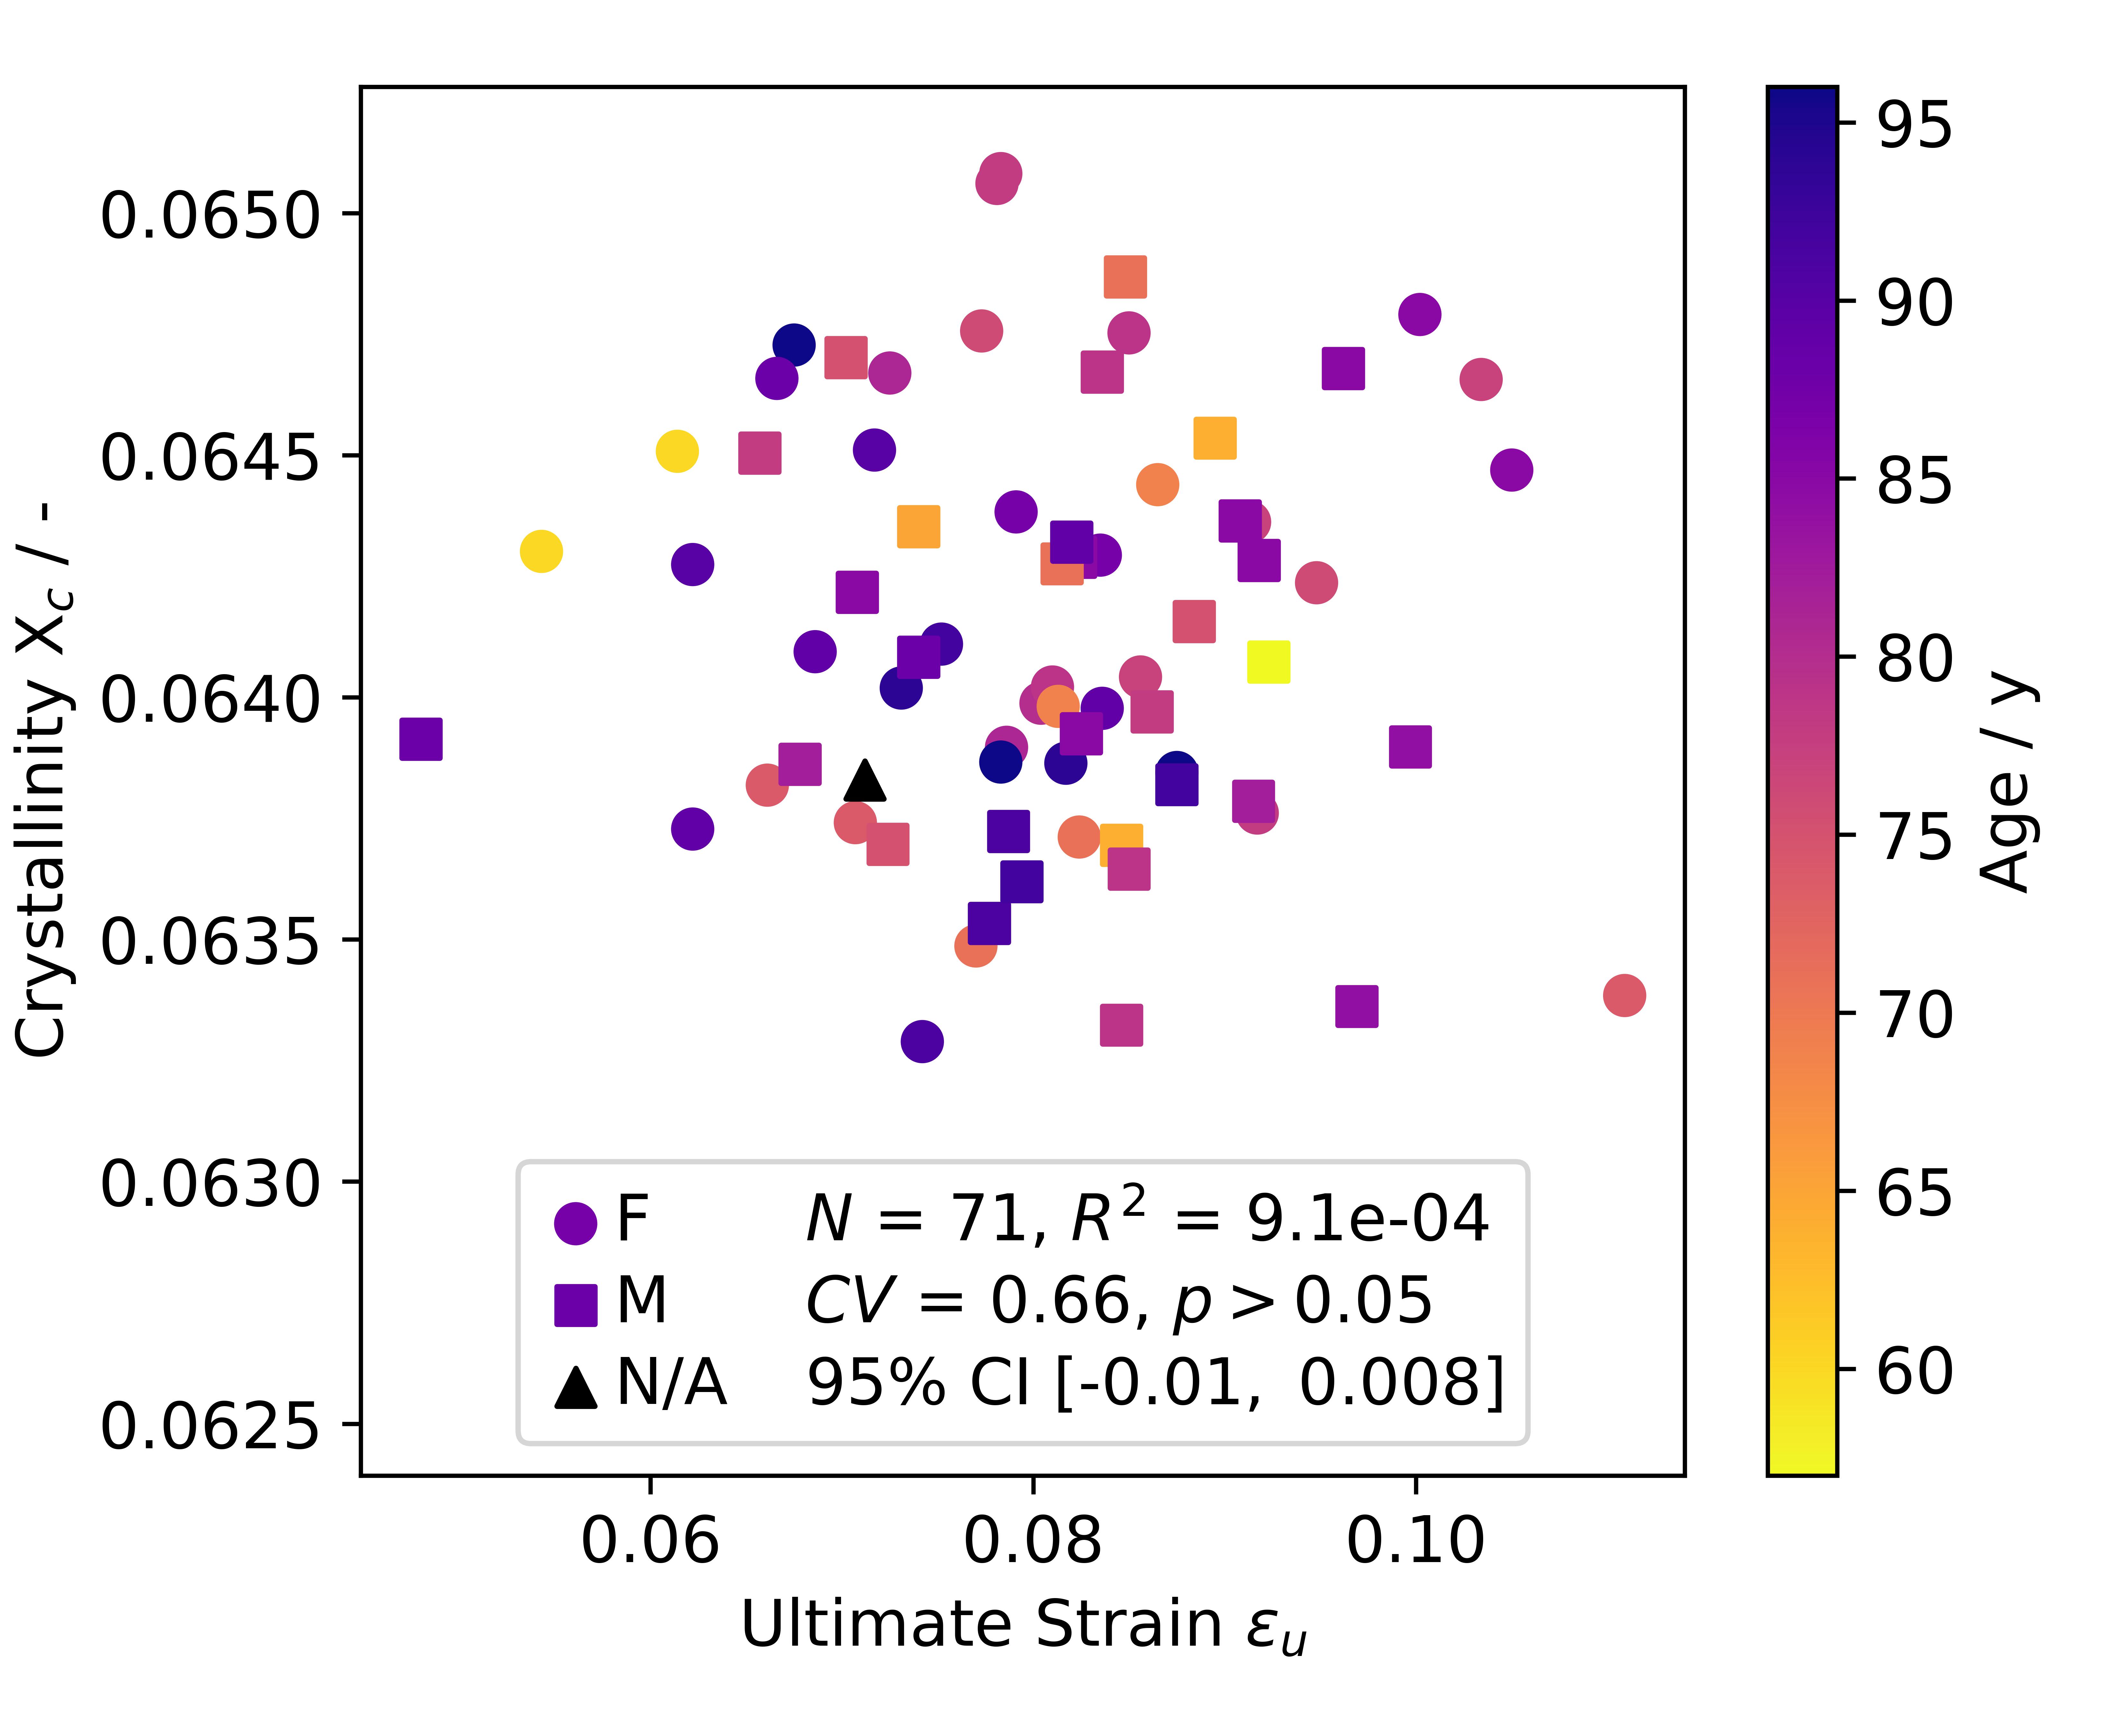 Crystallinity Xc / -
0.0650
0.0645
0.0640
0.0635
0.0630
0.0625
F
M
N/A
N = 71, R² = 9.1e-04
CV = 0.66, p > 0.05
95% CI [-0.01, 0.008]
0.06 0.08 0.10
Ultimate Strain εu
95
90
85
80
75
70
65
60
Age / y